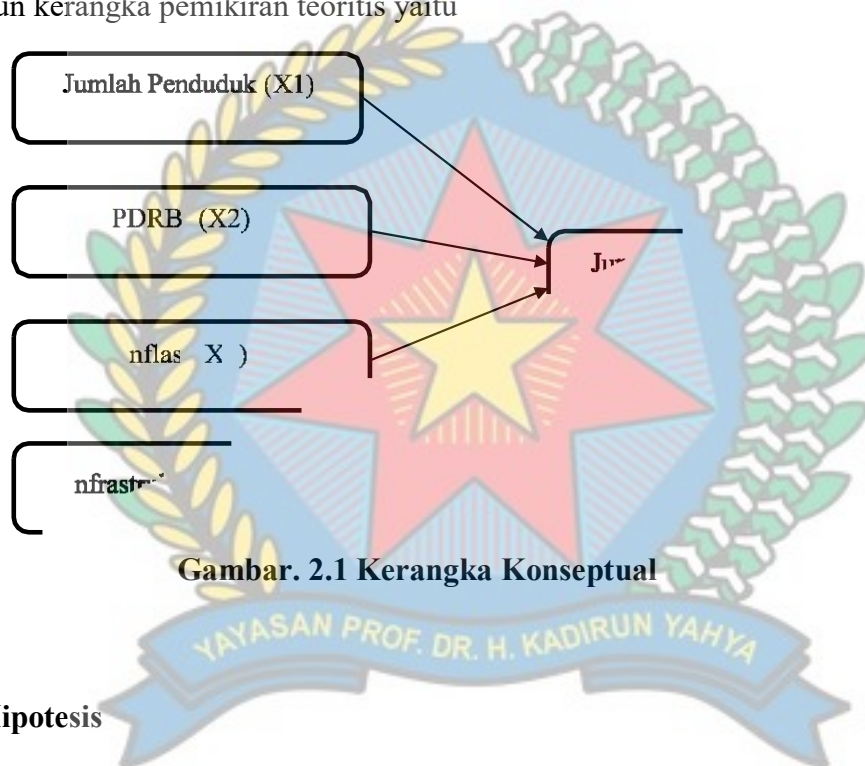 kerangka pemikiran teoritis yaitu
Jumlah Penduduk (X1)
PDRB (X2)
nflas X )
Gambar. 2.1 Kerangka Konseptual
YAYASAN PROF. DR. H. KADIRUN YAHYA
ipotesis